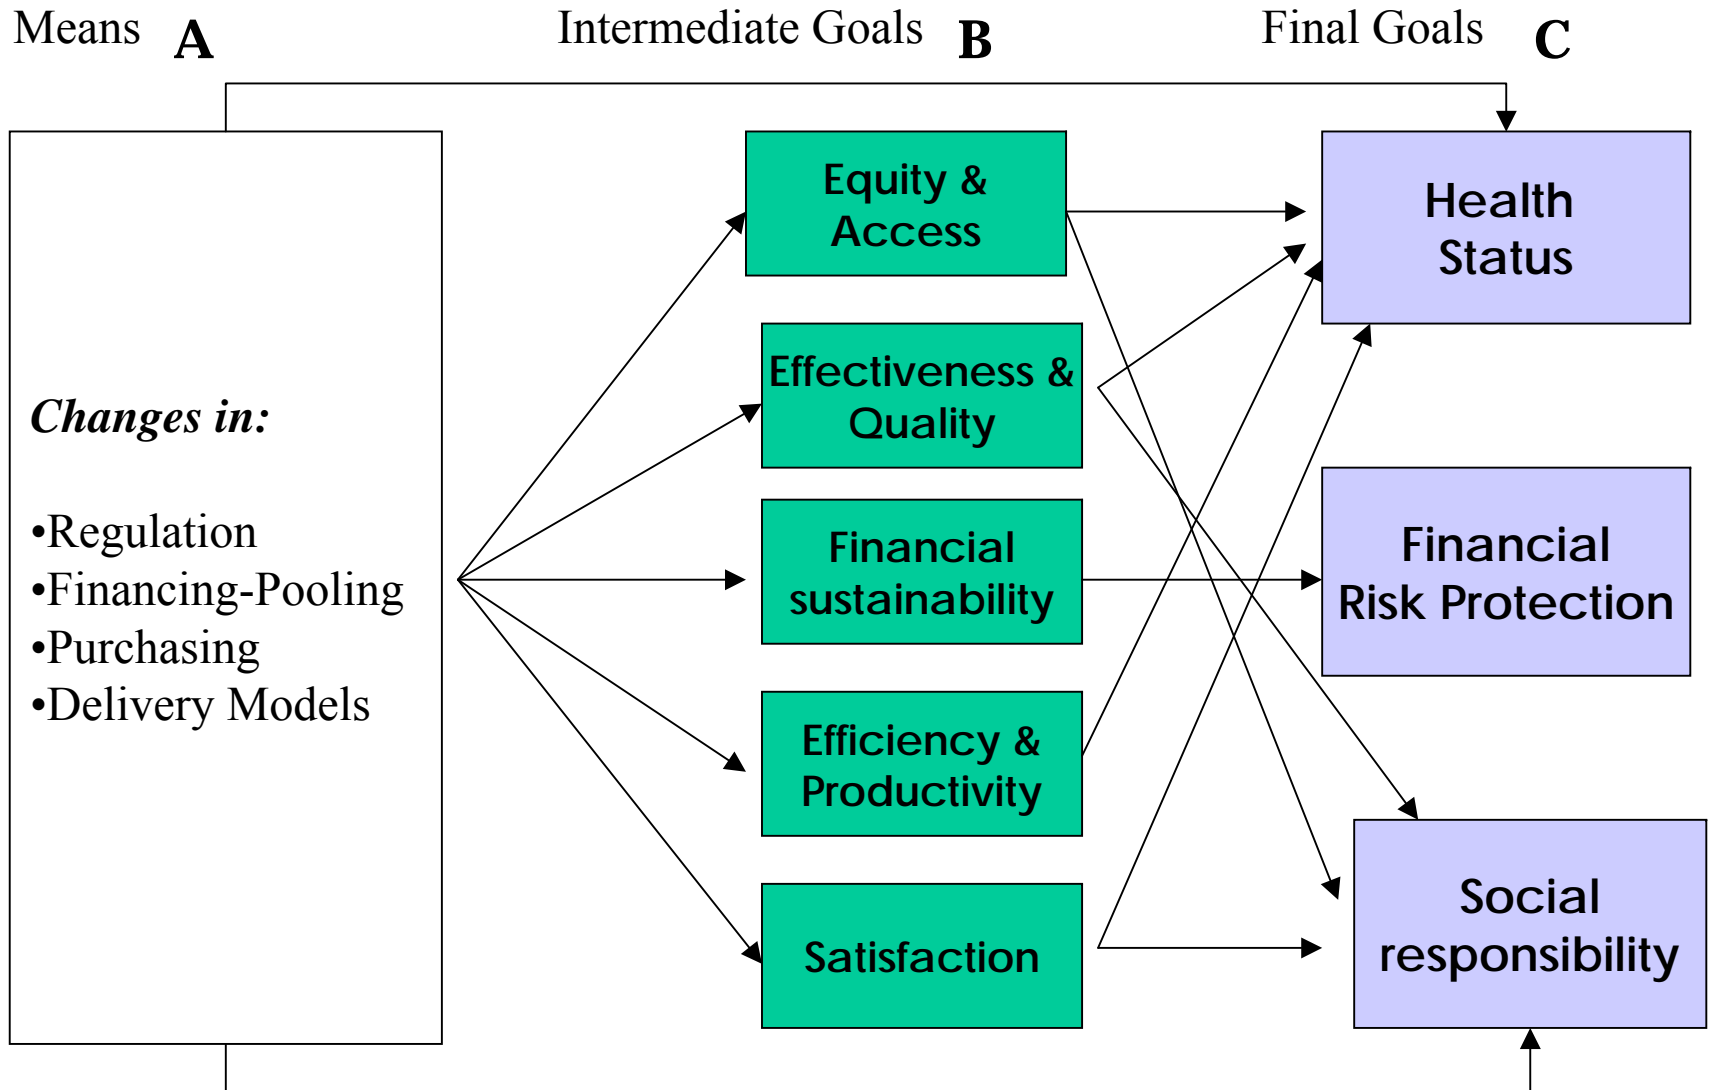 Means A
Intermediate Goals B
Final Goals C
Changes in:
•Regulation
•Financing-Pooling
•Purchasing
•Delivery Models
Equity &
Access
Effectiveness &
Quality
Financial
sustainability
Efficiency &
Productivity
Satisfaction
Health
Status
Financial
Risk Protection
Social
responsibility